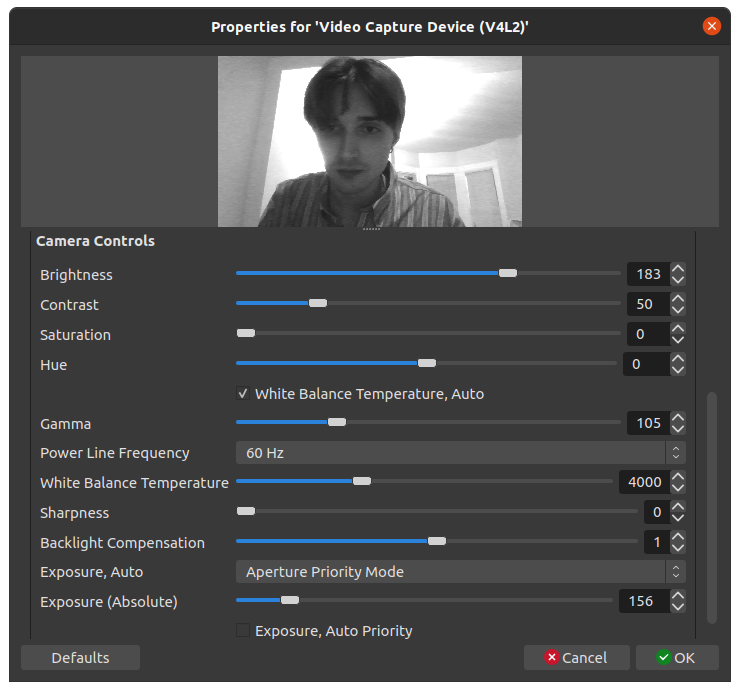 Properties for 'Video Capture Device (V4L2)'
Camera Controls
Brightness 183
Contrast 50
Saturation 0
Hue 0
White Balance Temperature, Auto
Gamma 105
Power Line Frequency 60 Hz
White Balance Temperature 4000
Sharpness 0
Backlight Compensation 1
Exposure, Auto Aperture Priority Mode
Exposure (Absolute) 156
Exposure, Auto Priority
Defaults Cancel OK